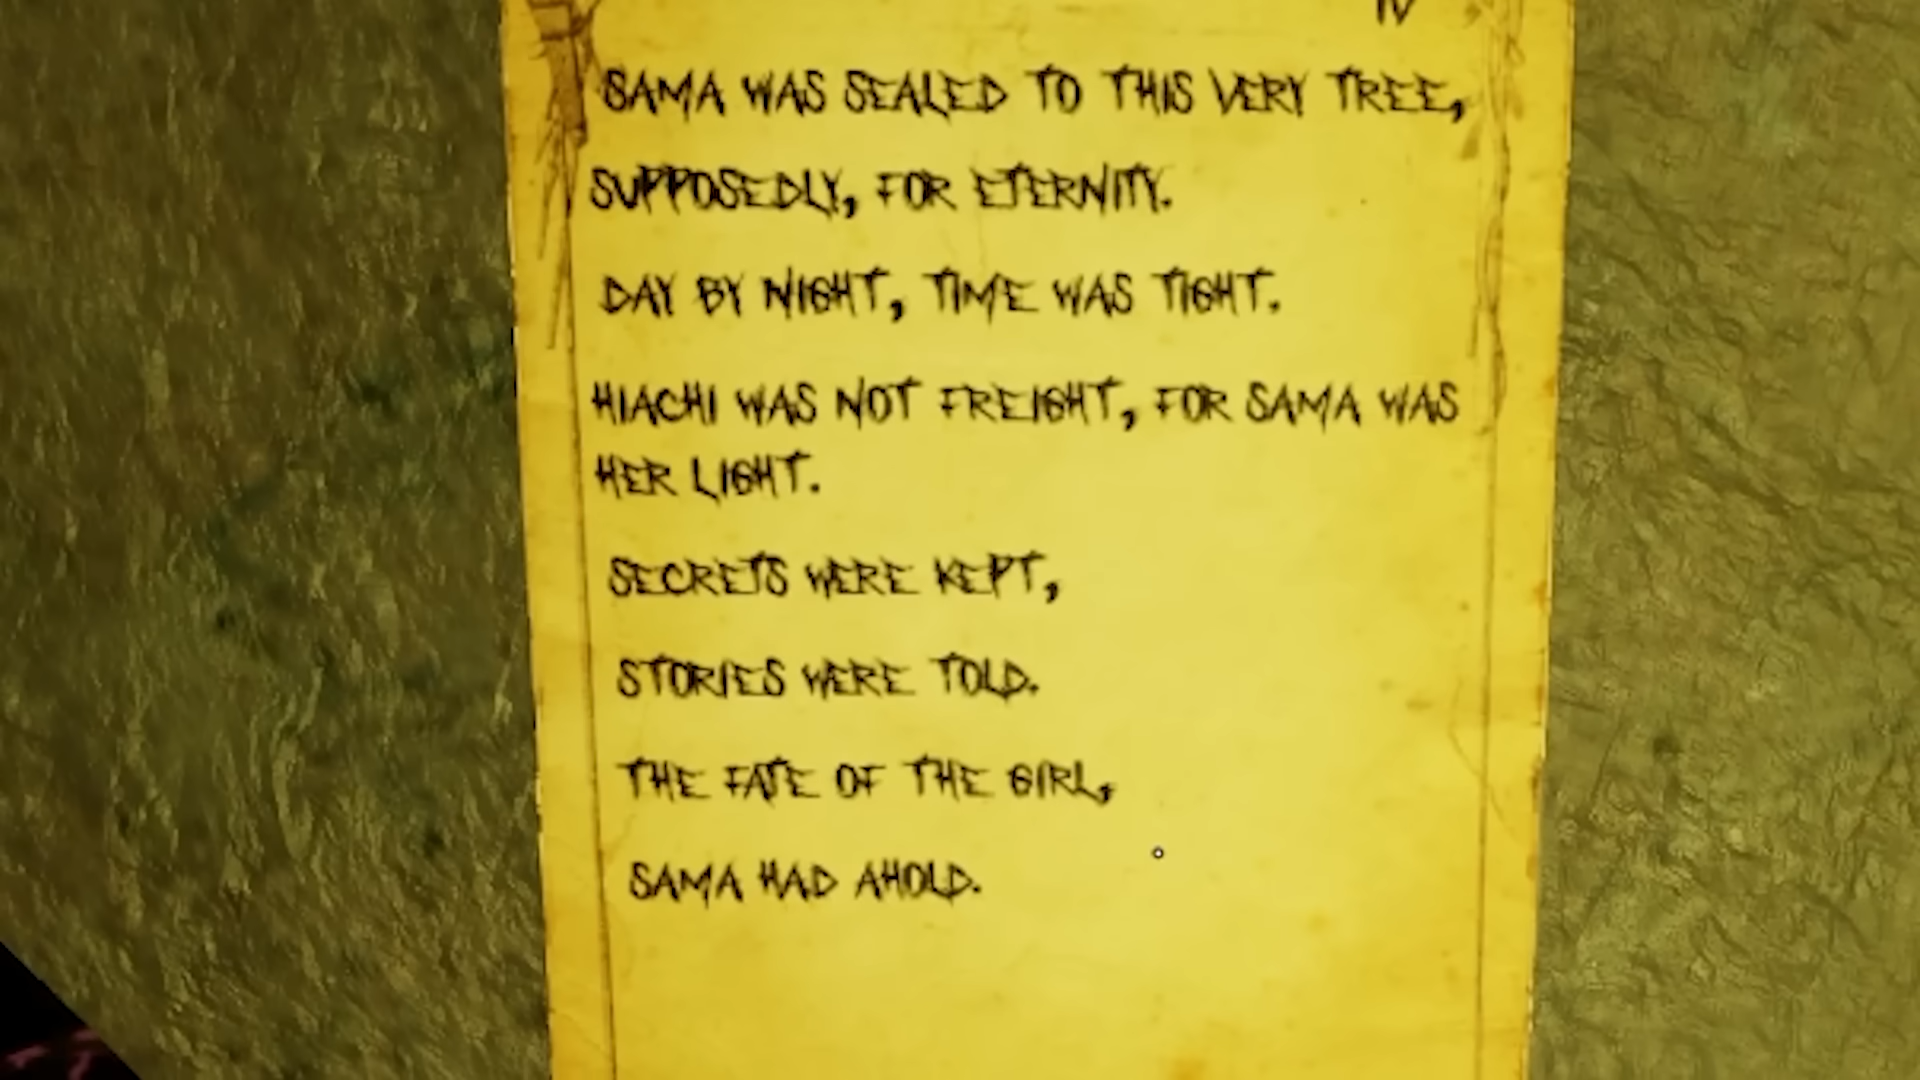 IV
SAMA WAS SEALED TO THIS VERY TREE,
SUPPOSEDLY, FOR ETERNITY.
DAY BY NIGHT, TIME WAS TIGHT.
HIACHI WAS NOT FREIGHT, FOR SAMA WAS
HER LIGHT.
SECRETS WERE KEPT,
STORIES WERE TOLD.
THE FATE OF THE GIRL,
SAMA HAD AHOLD.